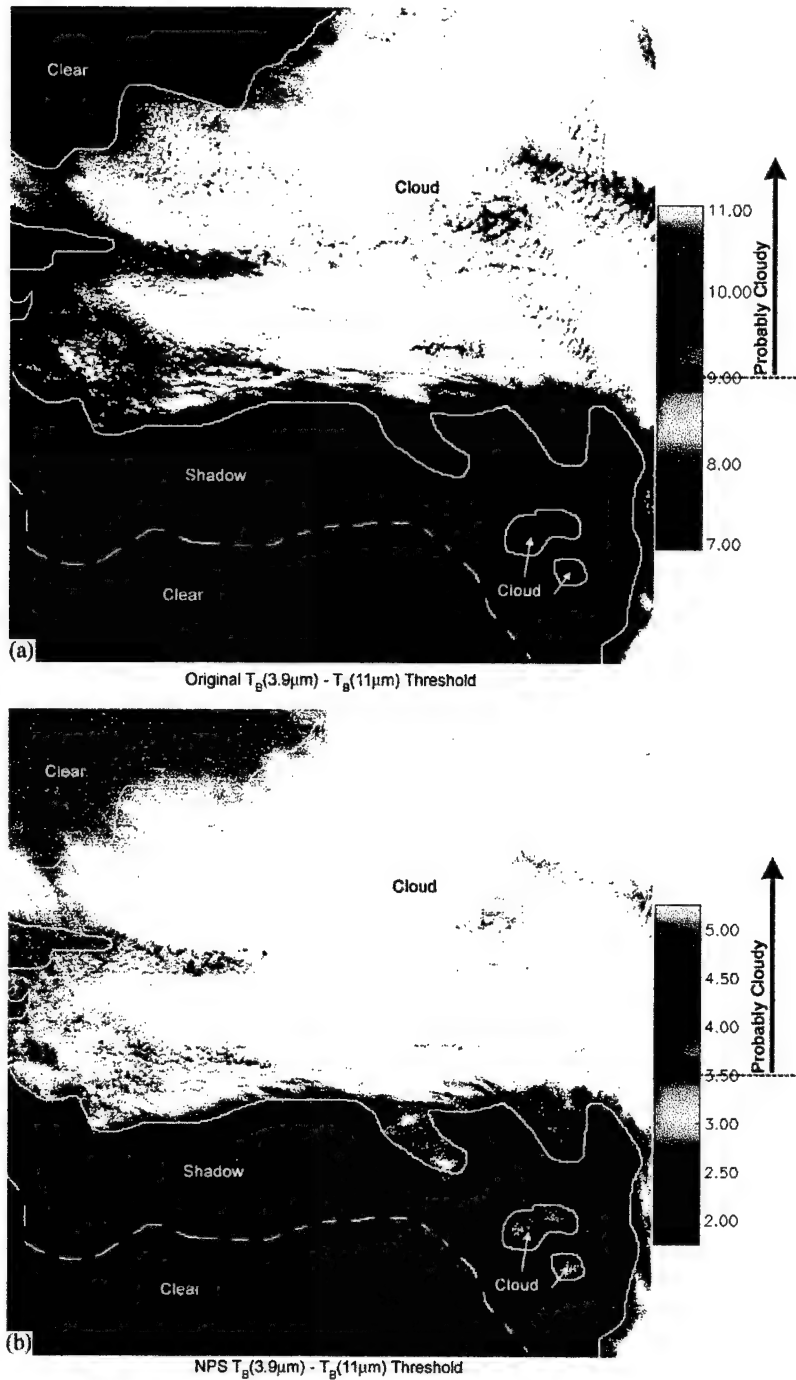 Clear
Cloud
Shadow
Clear
Cloud
11.00
10.00
9.00
8.00
7.00
Probably Cloudy
(a)
Original T_B(3.9µm) - T_B(11µm) Threshold
Clear
Cloud
Shadow
Clear
Cloud
5.00
4.50
4.00
3.50
3.00
2.50
2.00
Probably Cloudy
(b)
NPS T_B(3.9µm) - T_B(11µm) Threshold